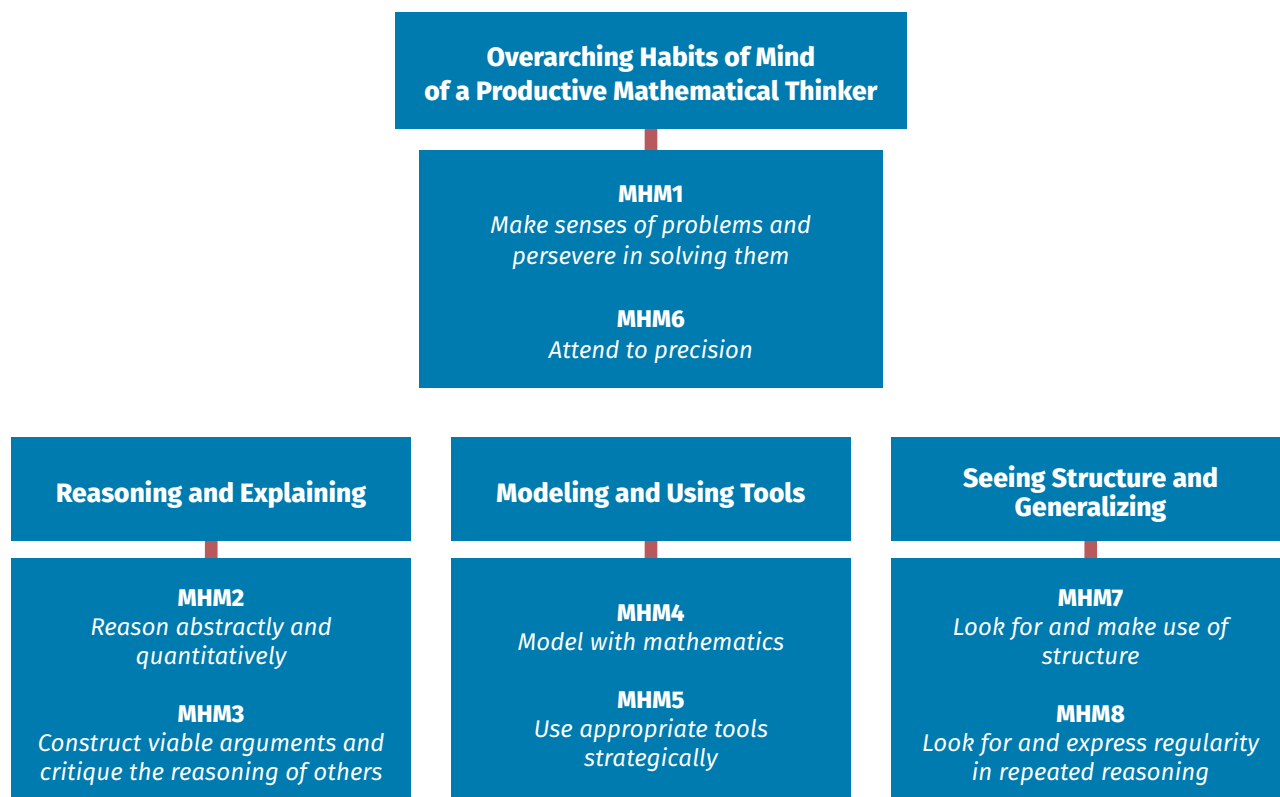 Overarching Habits of Mind
of a Productive Mathematical Thinker
MHM1
Make senses of problems and
persevere in solving them
MHM6
Attend to precision
Reasoning and Explaining
MHM2
Reason abstractly and
quantitatively
MHM3
Construct viable arguments and
critique the reasoning of others
Modeling and Using Tools
MHM4
Model with mathematics
MHM5
Use appropriate tools
strategically
Seeing Structure and
Generalizing
MHM7
Look for and make use of
structure
MHM8
Look for and express regularity
in repeated reasoning